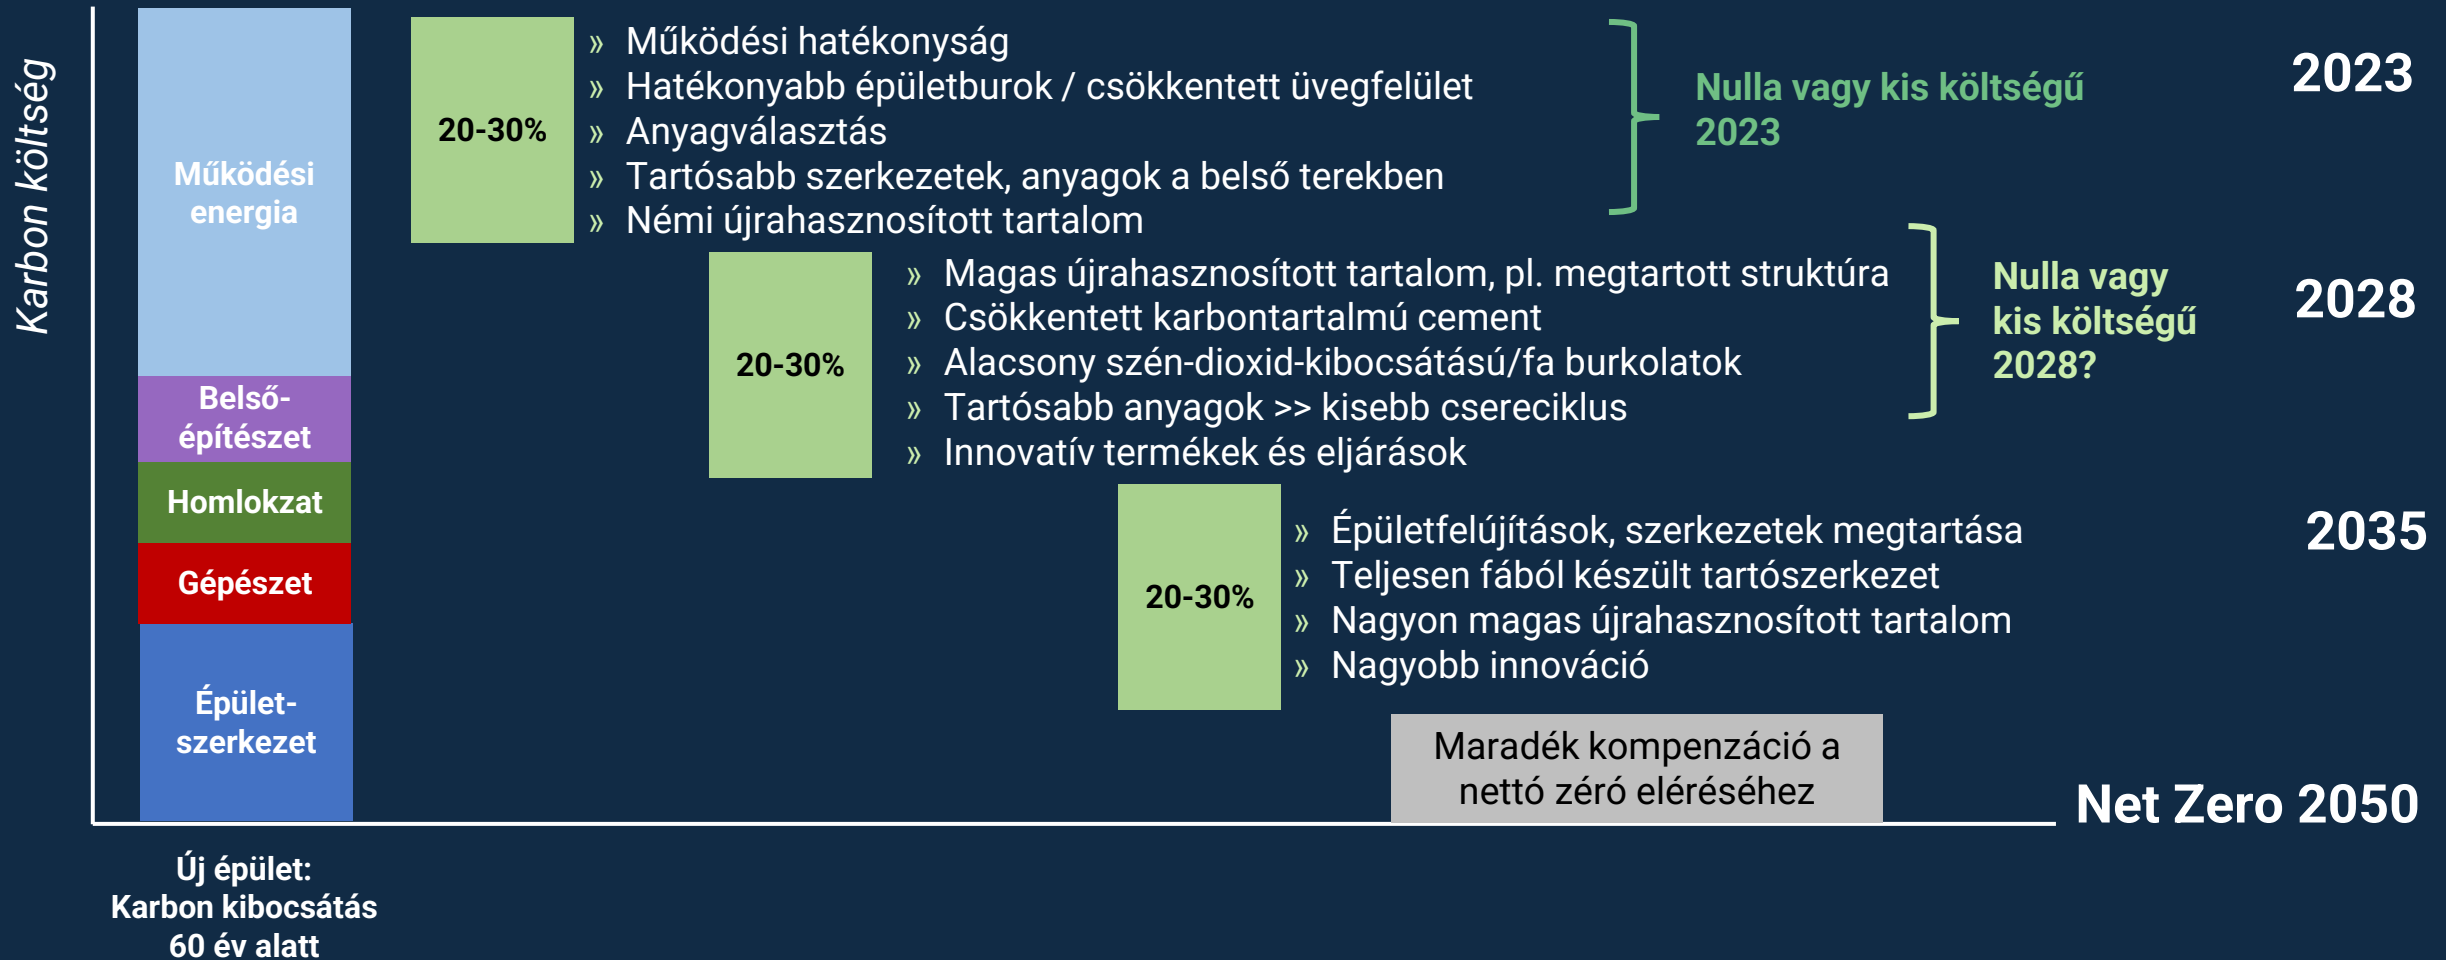 Karbon költség
Működési
energia
Belső-
építészet
Homlokzat
Gépészet
Épület-
szerkezet
Új épület:
Karbon kibocsátás
60 év alatt
20-30%
» Működési hatékonyság
» Hatékonyabb épületburok / csökkentett üvegfelület
» Anyagválasztás
» Tartósabb szerkezetek, anyagok a belső terekben
» Némi újrahasznosított tartalom
Nulla vagy kis költségű
2023
2023
20-30%
» Magas újrahasznosított tartalom, pl. megtartott struktúra
» Csökkentett karbontartalmú cement
» Alacsony szén-dioxid-kibocsátású/fa burkolatok
» Tartósabb anyagok >> kisebb csereciklus
» Innovatív termékek és eljárások
Nulla vagy
kis költségű
2028?
2028
20-30%
» Épületfelújítások, szerkezetek megtartása
» Teljesen fából készült tartószerkezet
» Nagyon magas újrahasznosított tartalom
» Nagyobb innováció
2035
Maradék kompenzáció a
nettó zéró eléréséhez
Net Zero 2050